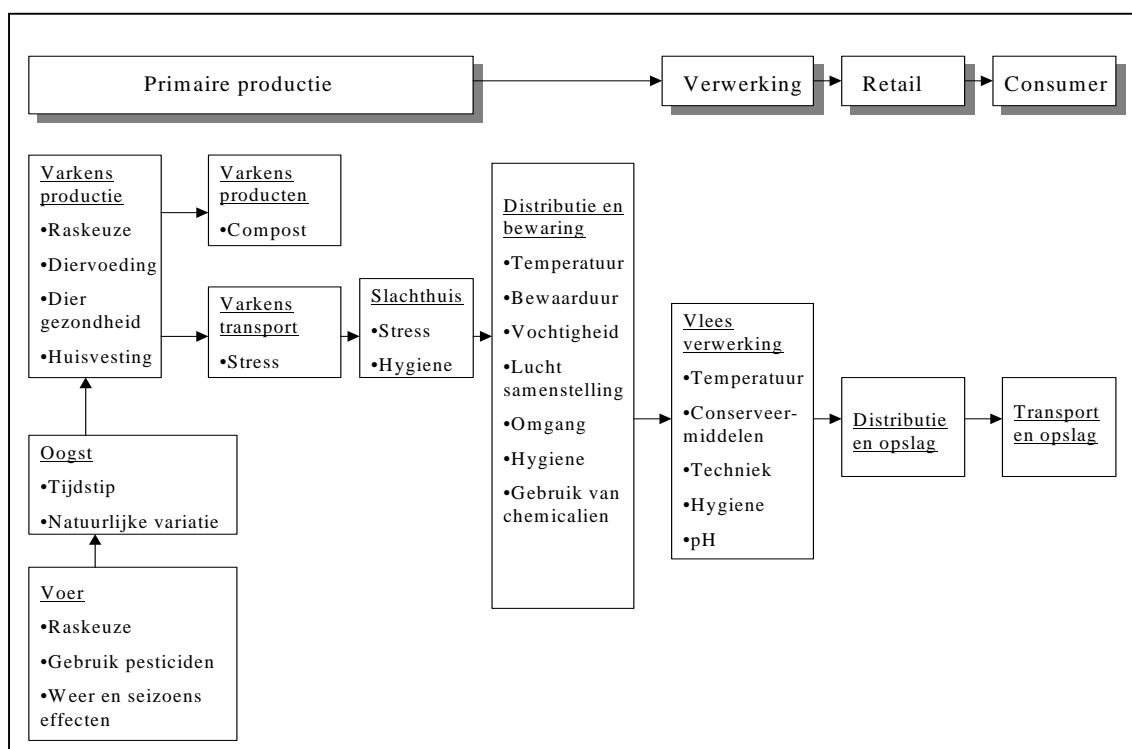 Primaire productie
Verwerking
Retail
Consumer
Varkens
productie
•Raskeuze
•Diervoeding
•Dier
gezondheid
•Huisvesting
Varkens
producten
•Compost
Varkens
transport
•Stress
Slachthuis
•Stress
•Hygiene
Distributie en
bewaring
•Temperatuur
•Bewaarduur
•Vochtigheid
•Lucht
samenstelling
•Omgang
•Hygiene
•Gebruik van
chemicalien
Vlees
verwerking
•Temperatuur
•Conserveer-
middelen
•Techniek
•Hygiene
•pH
Distributie
en opslag
Transport
en opslag
Oogst
•Tijdstip
•Natuurlijke variatie
Voer
•Raskeuze
•Gebruik pesticiden
•Weer en seizoens
effecten